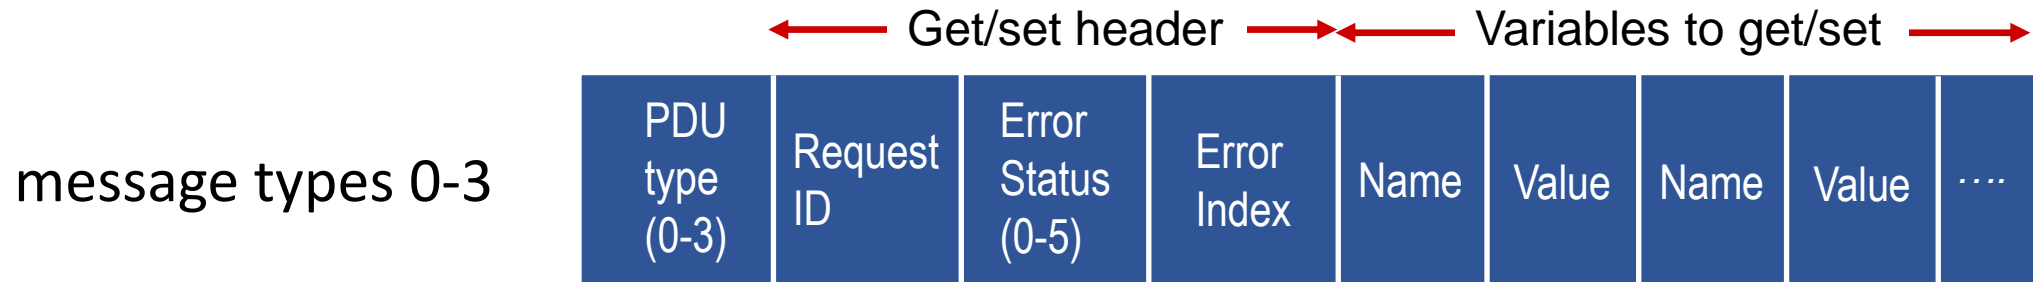 Get/set header
Variables to get/set
message types 0-3
PDU
type
(0-3)
Request
ID
Error
Status
(0-5)
Error
Index
Name
Value
Name
Value
....